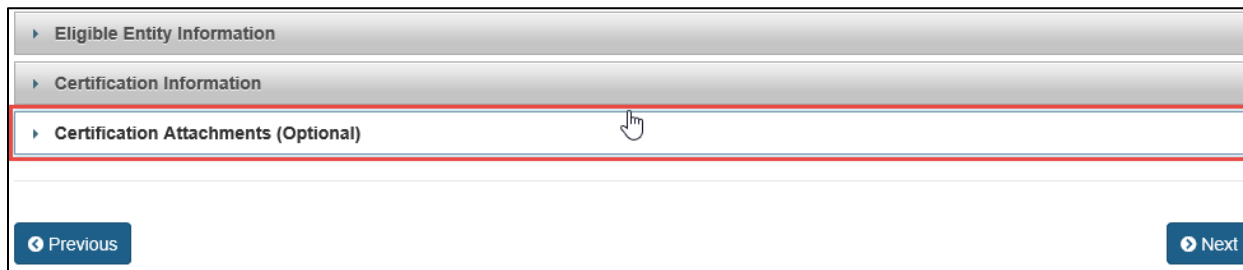 Eligible Entity Information
Certification Information
Certification Attachments (Optional)
Previous
Next